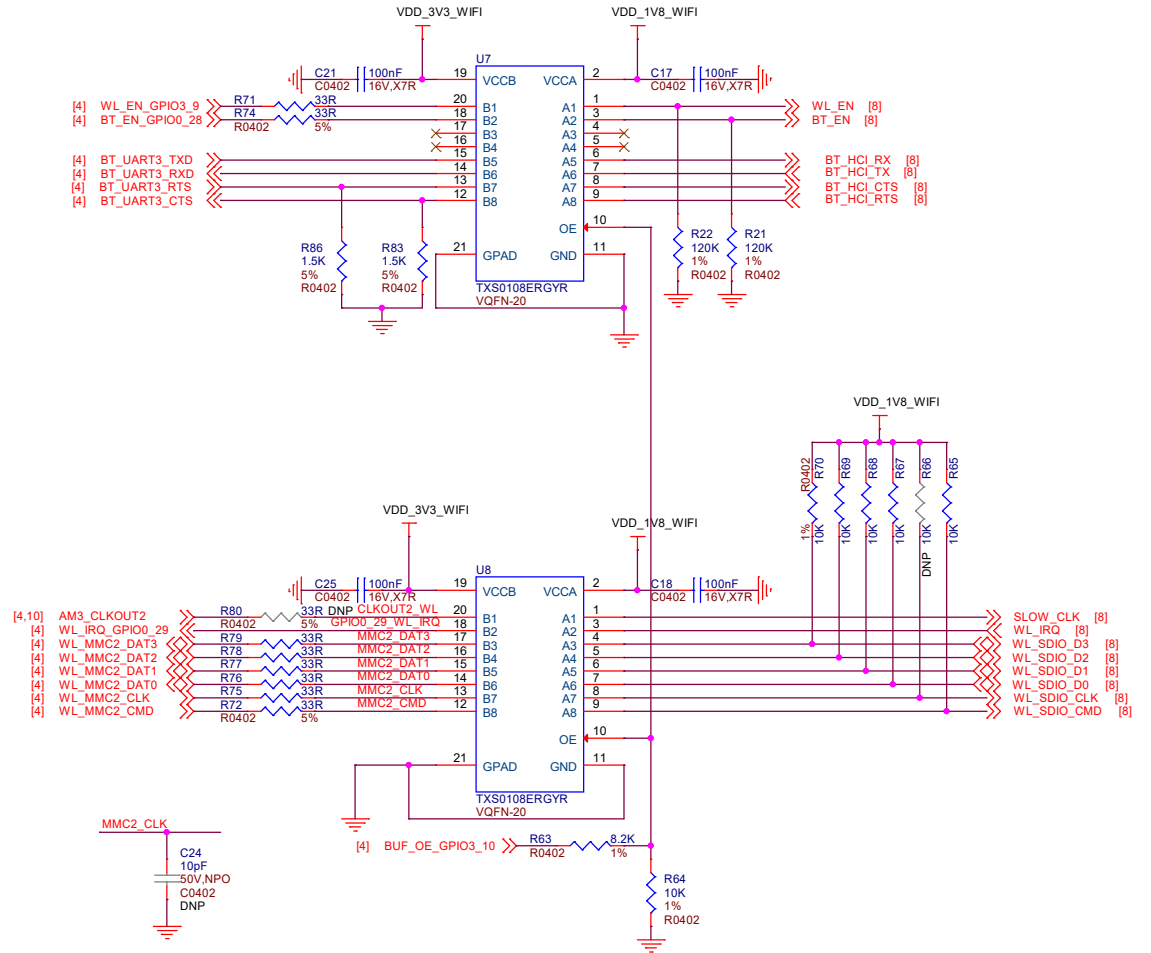 VDD_3V3_WIFI
VDD_1V8_WIFI
U7
C21 100nF
C0402 16V,X7R
19 VCCB VCCA 2
C17 100nF
C0402 16V,X7R
[4] WL_EN_GPIO3_9 R71 33R 20 B1 A1 1 WL_EN [8]
[4] BT_EN_GPIO0_28 R74 33R 18 B2 A2 3 BT_EN [8]
R0402 5%
17 B3 A3 4
16 B4 A4 5
[4] BT_UART3_TXD 15 B5 A5 6 BT_HCI_RX [8]
[4] BT_UART3_RXD 14 B6 A6 7 BT_HCI_TX [8]
[4] BT_UART3_RTS 13 B7 A7 8 BT_HCI_CTS [8]
[4] BT_UART3_CTS 12 B8 A8 9 BT_HCI_RTS [8]
OE 10
R86
1.5K
5%
R0402
R83
1.5K
5%
R0402
21 GPAD GND 11
R22
120K
1%
R0402
R21
120K
1%
R0402
TXS0108ERGYR
VQFN-20
VDD_1V8_WIFI
R0402
R70
1%
10K
R69
10K
R68
10K
R67
10K
R66
10K
DNP
R65
10K
VDD_3V3_WIFI
VDD_1V8_WIFI
U8
C25 100nF
C0402 16V,X7R
19 VCCB VCCA 2
C18 100nF
C0402 16V,X7R
[4,10] AM3_CLKOUT2 R80 33R DNP CLKOUT2_WL 20 B1 A1 1 SLOW_CLK [8]
R0402 5%
[4] WL_IRQ_GPIO0_29 GPIO0_29_WL_IRQ 18 B2 A2 3 WL_IRQ [8]
[4] WL_MMC2_DAT3 R79 33R MMC2_DAT3 17 B3 A3 4 WL_SDIO_D3 [8]
[4] WL_MMC2_DAT2 R78 33R MMC2_DAT2 16 B4 A4 5 WL_SDIO_D2 [8]
[4] WL_MMC2_DAT1 R77 33R MMC2_DAT1 15 B5 A5 6 WL_SDIO_D1 [8]
[4] WL_MMC2_DAT0 R76 33R MMC2_DAT0 14 B6 A6 7 WL_SDIO_D0 [8]
[4] WL_MMC2_CLK R75 33R MMC2_CLK 13 B7 A7 8 WL_SDIO_CLK [8]
[4] WL_MMC2_CMD R72 33R MMC2_CMD 12 B8 A8 9 WL_SDIO_CMD [8]
R0402 5%
OE 10
21 GPAD GND 11
TXS0108ERGYR
VQFN-20
MMC2_CLK
C24
10pF
50V,NPO
C0402
DNP
[4] BUF_OE_GPIO3_10 R63 8.2K
R0402 1%
R64
10K
1%
R0402